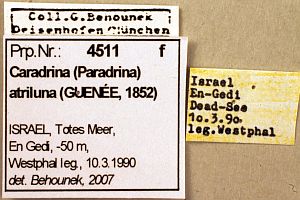 Coll.G.Behounek
Deisenhofen/München
Prp.Nr.: 4511 f
Caradrina (Paradrina)
atriluna (GUENÉE, 1852)
ISRAEL, Totes Meer,
En Gedi, -50 m,
Westphal leg., 10.3.1990
det. Behounek, 2007
Israel
En-Gedi
Dead-See
10.3.90
leg.Westphal